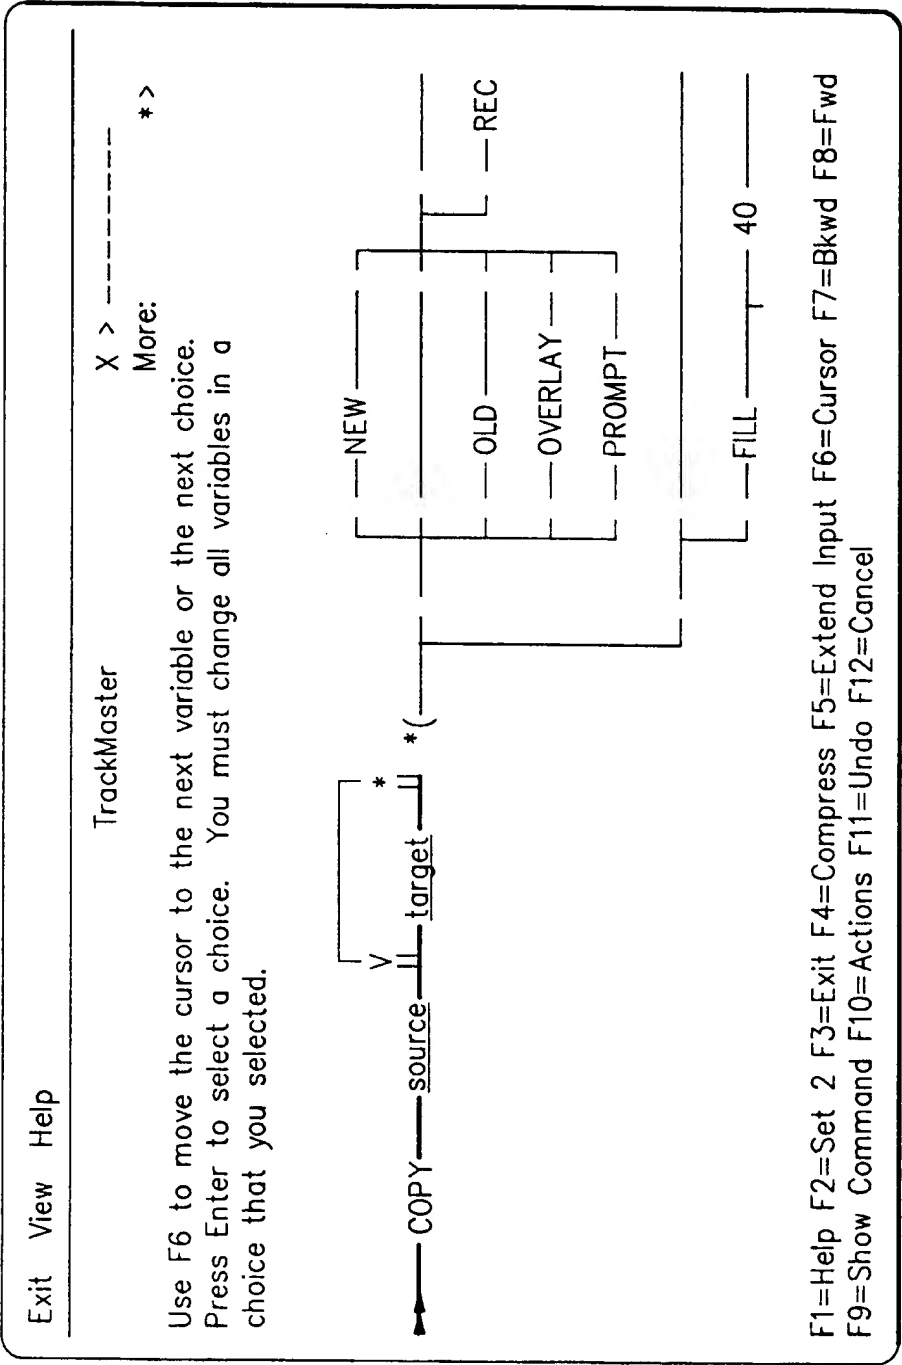 Exit View Help
TrackMaster X > -----------
More: * >
Use F6 to move the cursor to the next variable or the next choice.
Press Enter to select a choice. You must change all variables in a
choice that you selected.
NEW
V *
COPY source target *(
OLD REC
OVERLAY
PROMPT
FILL 40
F1=Help F2=Set 2 F3=Exit F4=Compress F5=Extend Input F6=Cursor F7=Bkwd F8=Fwd
F9=Show Command F10=Actions F11=Undo F12=Cancel